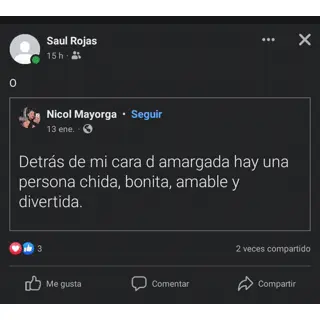 Saul Rojas
15 h ·
O
Nicol Mayorga • Seguir
13 ene. ·
Detrás de mi cara d amargada hay una
persona chida, bonita, amable y
divertida.
3
2 veces compartido
Me gusta
Comentar
Compartir